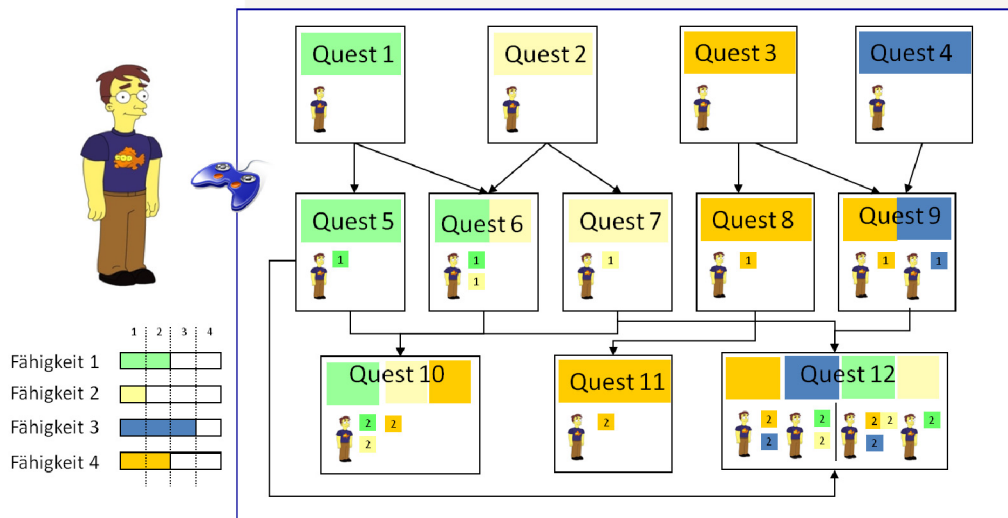 Quest 1
Quest 2
Quest 3
Quest 4
Quest 5
Quest 6
Quest 7
Quest 8
Quest 9
1
1
1
1
1
1
1
1 2 3 4
Fähigkeit 1
Fähigkeit 2
Fähigkeit 3
Fähigkeit 4
Quest 10
Quest 11
Quest 12
2 2
2
2
2 2 2 2 2
2 2 2